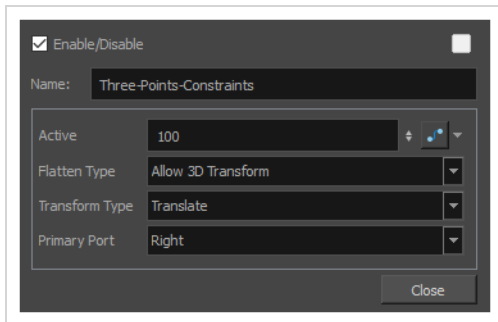 Enable/Disable
Name: Three-Points-Constraints
Active 100
Flatten Type Allow 3D Transform
Transform Type Translate
Primary Port Right
Close